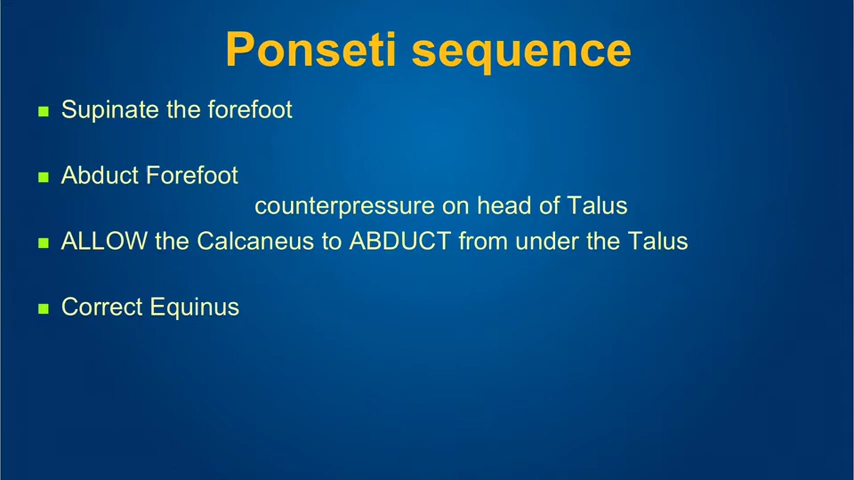 Ponseti sequence
Supinate the forefoot
Abduct Forefoot
counterpressure on head of Talus
ALLOW the Calcaneus to ABDUCT from under the Talus
Correct Equinus